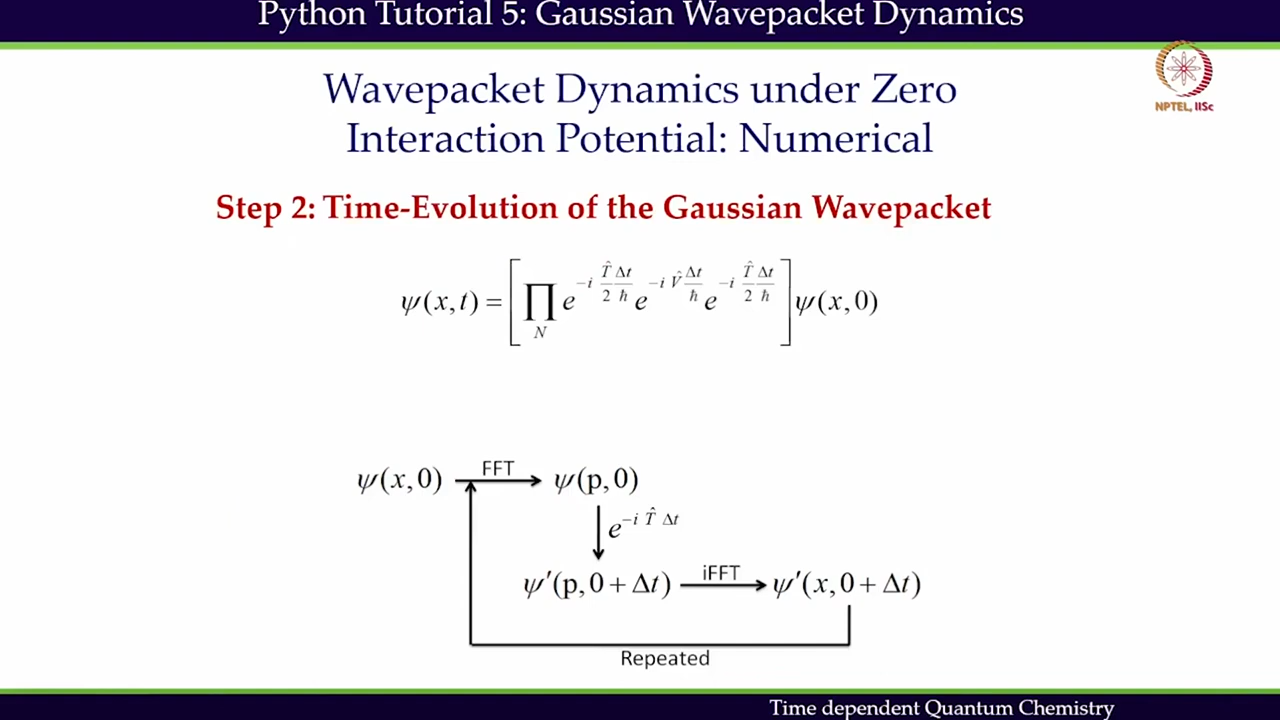 Python Tutorial 5: Gaussian Wavepacket Dynamics
NPTEL, IISc
Wavepacket Dynamics under Zero
Interaction Potential: Numerical
Step 2: Time-Evolution of the Gaussian Wavepacket
ψ(x,t) = [∏_N e^{-i (T̂/2)(Δt/ħ)} e^{-i V̂ (Δt/ħ)} e^{-i (T̂/2)(Δt/ħ)}] ψ(x,0)
ψ(x,0) FFT ψ(p,0)
e^{-i T̂ Δt}
ψ′(p,0+Δt) iFFT ψ′(x,0+Δt)
Repeated
Time dependent Quantum Chemistry